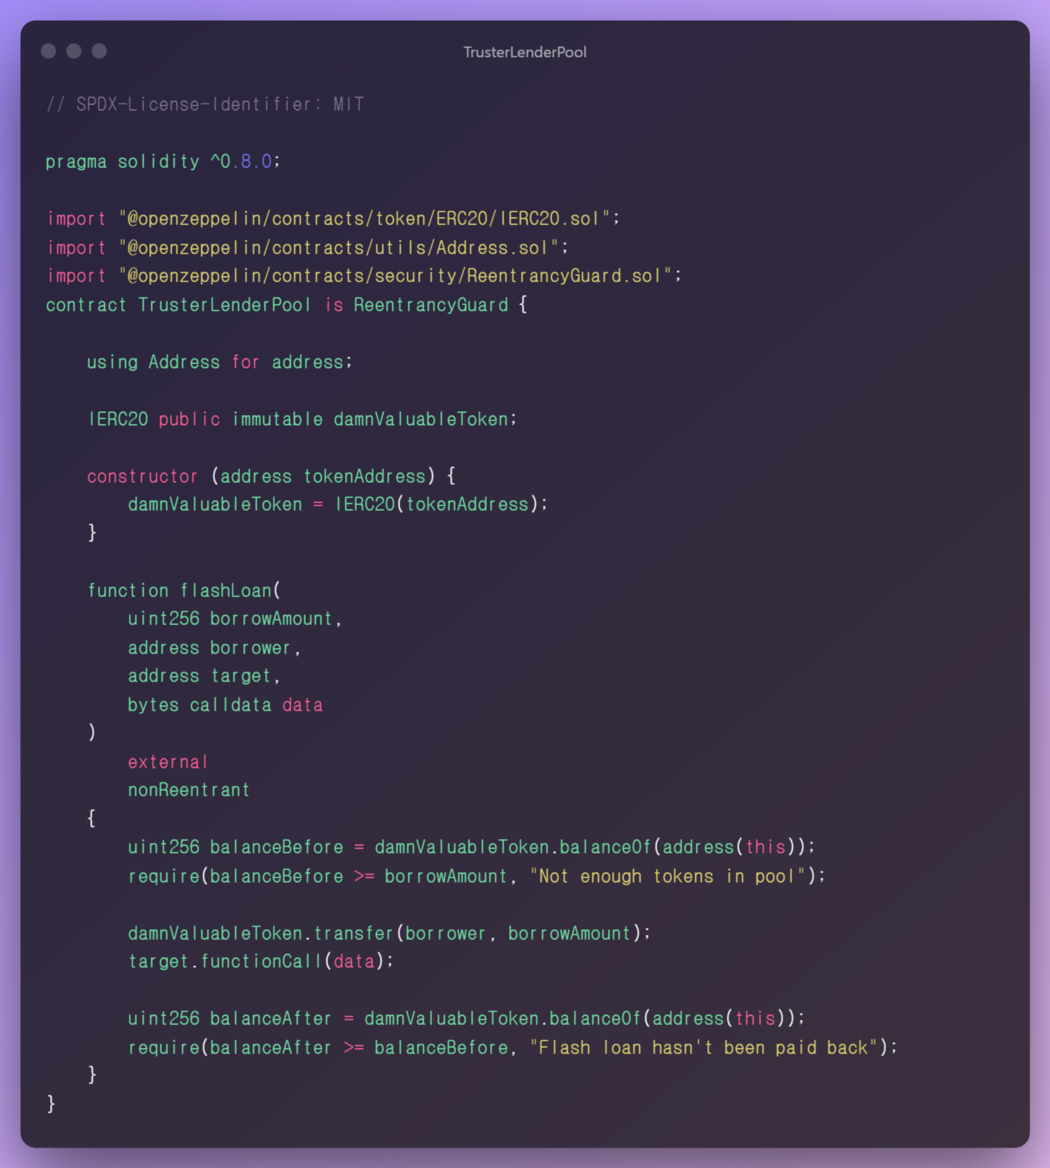 TrusterLenderPool
// SPDX-License-Identifier: MIT
pragma solidity ^0.8.0;
import "@openzeppelin/contracts/token/ERC20/IERC20.sol";
import "@openzeppelin/contracts/utils/Address.sol";
import "@openzeppelin/contracts/security/ReentrancyGuard.sol";
contract TrusterLenderPool is ReentrancyGuard {
using Address for address;
IERC20 public immutable damnValuableToken;
constructor (address tokenAddress) {
damnValuableToken = IERC20(tokenAddress);
}
function flashLoan(
uint256 borrowAmount,
address borrower,
address target,
bytes calldata data
)
external
nonReentrant
{
uint256 balanceBefore = damnValuableToken.balanceOf(address(this));
require(balanceBefore >= borrowAmount, "Not enough tokens in pool");
damnValuableToken.transfer(borrower, borrowAmount);
target.functionCall(data);
uint256 balanceAfter = damnValuableToken.balanceOf(address(this));
require(balanceAfter >= balanceBefore, "Flash loan hasn't been paid back");
}
}